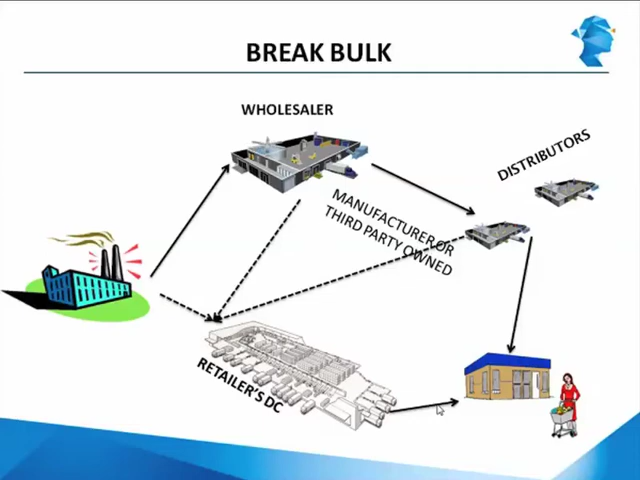 BREAK BULK
WHOLESALER
DISTRIBUTORS
MANUFACTURER OR
THIRD PARTY OWNED
RETAILER'S DC